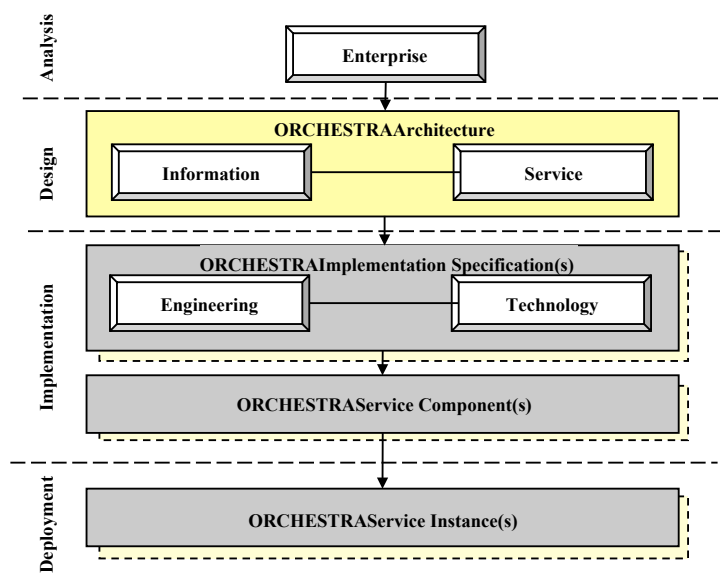 Analysis
Enterprise
Design
ORCHESTRAArchitecture
Information
Service
Implementation
ORCHESTRAImplementation Specification(s)
Engineering
Technology
ORCHESTRAService Component(s)
Deployment
ORCHESTRAService Instance(s)